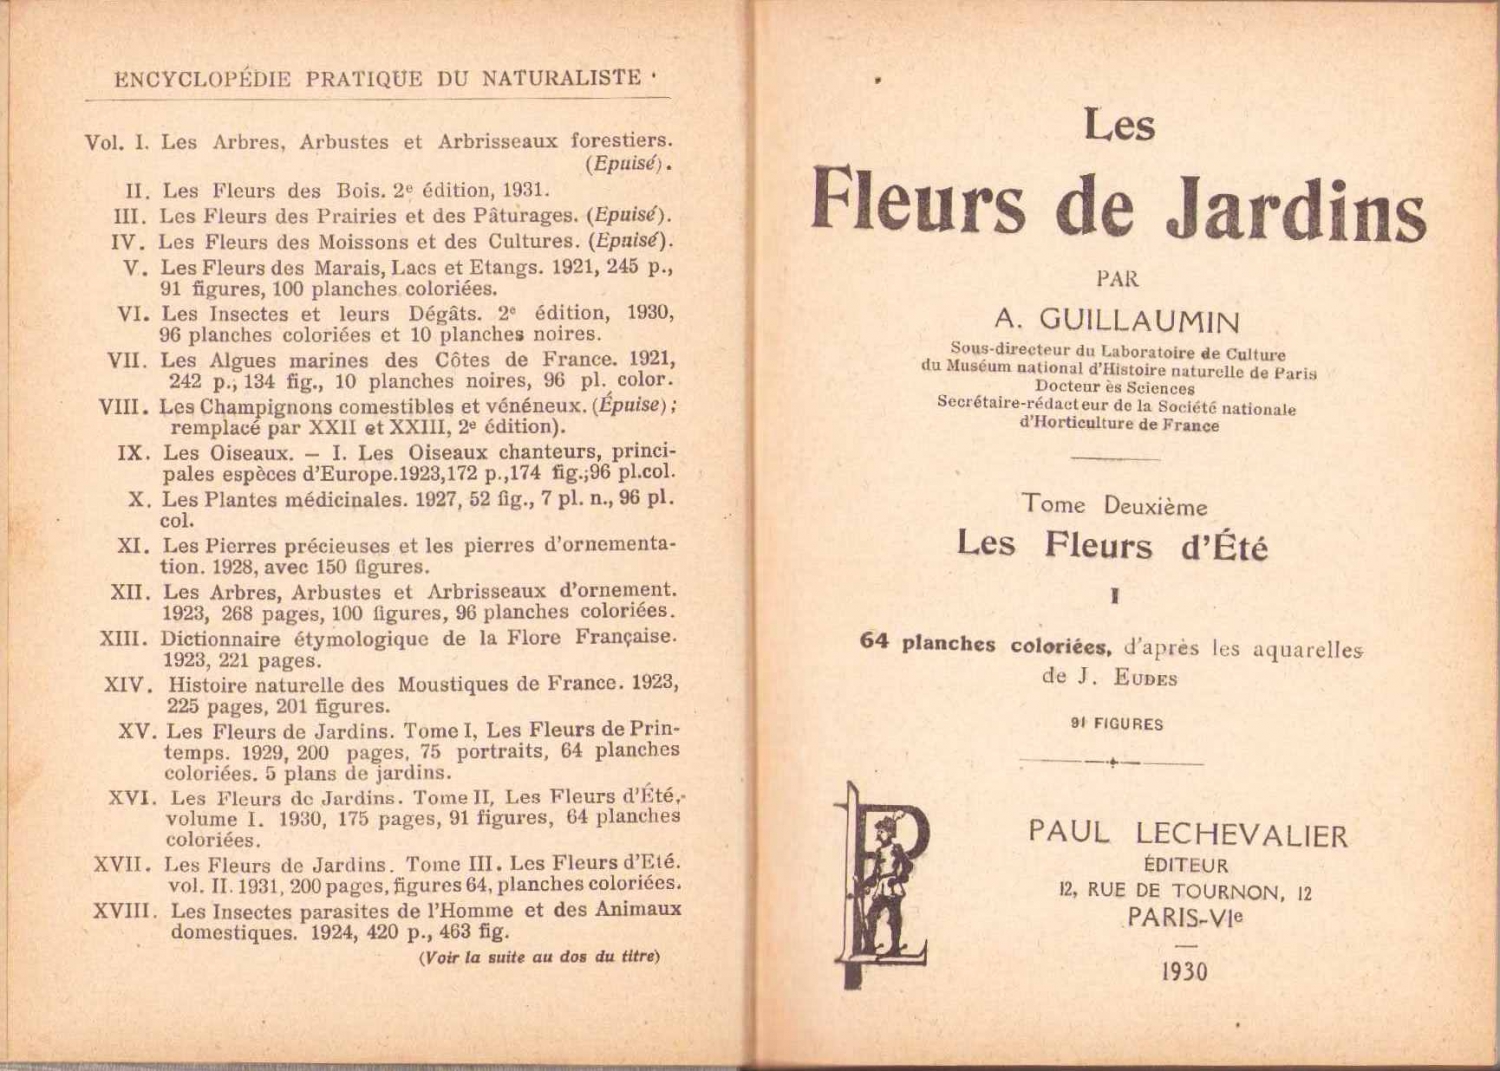 ENCYCLOPÉDIE PRATIQUE DU NATURALISTE
Vol. I. Les Arbres, Arbustes et Arbrisseaux forestiers.
(Epuisé).
II. Les Fleurs des Bois. 2e édition, 1931.
III. Les Fleurs des Prairies et des Pâturages. (Epuisé).
IV. Les Fleurs des Moissons et des Cultures. (Epuisé).
V. Les Fleurs des Marais, Lacs et Etangs. 1921, 245 p.,
91 figures, 100 planches coloriées.
VI. Les Insectes et leurs Dégâts. 2e édition, 1930,
96 planches coloriées et 10 planches noires.
VII. Les Algues marines des Côtes de France. 1921,
242 p., 134 fig., 10 planches noires, 96 pl. color.
VIII. Les Champignons comestibles et vénéneux. (Épuise) ;
remplacé par XXII et XXIII, 2e édition).
IX. Les Oiseaux. — I. Les Oiseaux chanteurs, princi-
pales espèces d'Europe.1923,172 p.,174 fig.;96 pl.col.
X. Les Plantes médicinales. 1927, 52 fig., 7 pl. n., 96 pl.
col.
XI. Les Pierres précieuses et les pierres d'ornementa-
tion. 1928, avec 150 figures.
XII. Les Arbres, Arbustes et Arbrisseaux d'ornement.
1923, 268 pages, 100 figures, 96 planches coloriées.
XIII. Dictionnaire étymologique de la Flore Française.
1923, 221 pages.
XIV. Histoire naturelle des Moustiques de France. 1923,
225 pages, 201 figures.
XV. Les Fleurs de Jardins. Tome I, Les Fleurs de Prin-
temps. 1929, 200 pages, 75 portraits, 64 planches
coloriées. 5 plans de jardins.
XVI. Les Fleurs de Jardins. Tome II, Les Fleurs d'Été,
volume I. 1930, 175 pages, 91 figures, 64 planches
coloriées.
XVII. Les Fleurs de Jardins. Tome III. Les Fleurs d'Eté.
vol. II. 1931, 200 pages, figures 64, planches coloriées.
XVIII. Les Insectes parasites de l'Homme et des Animaux
domestiques. 1924, 420 p., 463 fig.
(Voir la suite au dos du titre)
Les
Fleurs de Jardins
PAR
A. GUILLAUMIN
Sous-directeur du Laboratoire de Culture
du Muséum national d'Histoire naturelle de Paris
Docteur ès Sciences
Secrétaire-rédacteur de la Société nationale
d'Horticulture de France
Tome Deuxième
Les Fleurs d'Été
I
64 planches coloriées, d'après les aquarelles
de J. EUDES
91 FIGURES
PAUL LECHEVALIER
ÉDITEUR
12, RUE DE TOURNON, 12
PARIS-VIe
1930